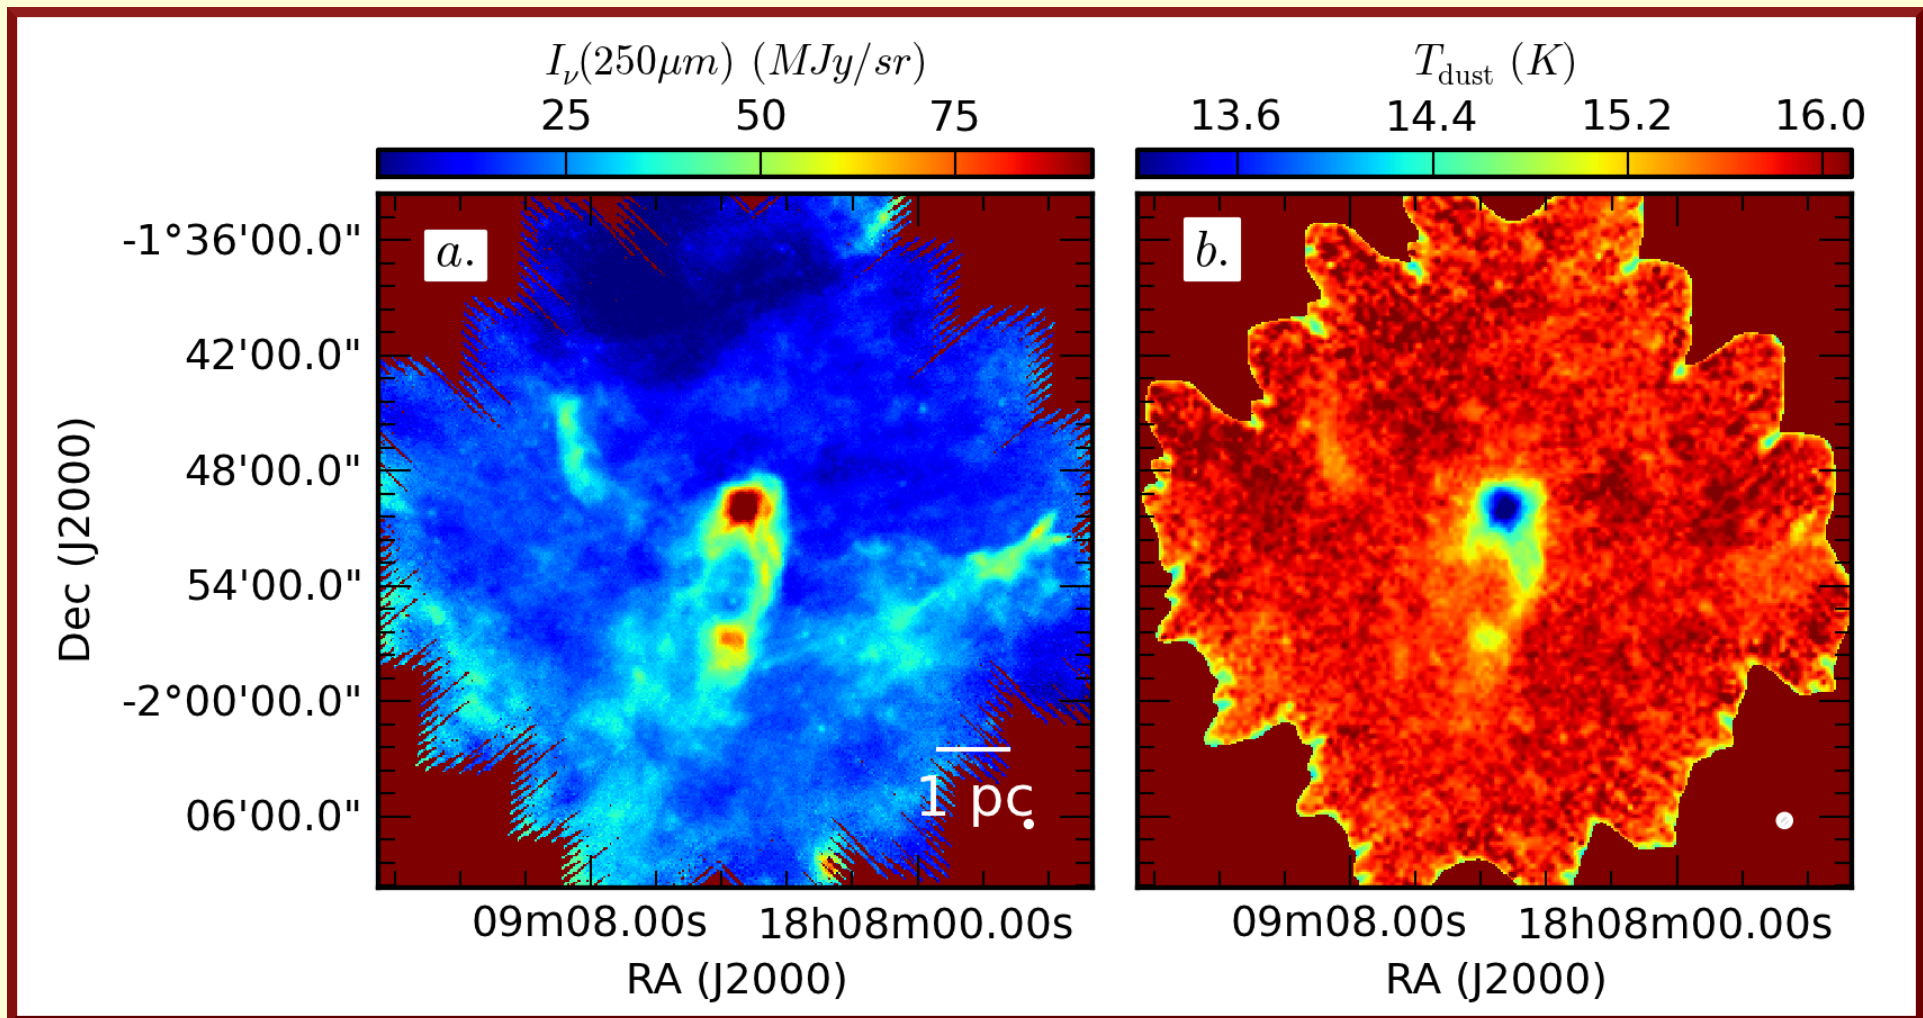 I_ν(250μm) (MJy/sr)
25 50 75
a.
-1°36'00.0"
42'00.0"
48'00.0"
54'00.0"
-2°00'00.0"
06'00.0"
Dec (J2000)
1 pc
09m08.00s 18h08m00.00s
RA (J2000)
T_dust (K)
13.6 14.4 15.2 16.0
b.
09m08.00s 18h08m00.00s
RA (J2000)